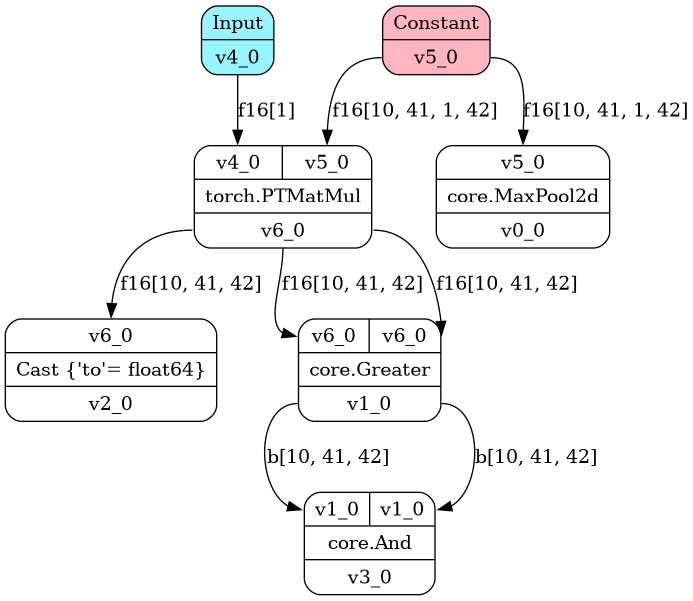 Input
v4_0
Constant
v5_0
f16[1]
f16[10, 41, 1, 42]
f16[10, 41, 1, 42]
v4_0 v5_0
torch.PTMatMul
v6_0
v5_0
core.MaxPool2d
v0_0
f16[10, 41, 42]
f16[10, 41, 42]
f16[10, 41, 42]
v6_0
Cast {'to'= float64}
v2_0
v6_0 v6_0
core.Greater
v1_0
b[10, 41, 42]
b[10, 41, 42]
v1_0 v1_0
core.And
v3_0